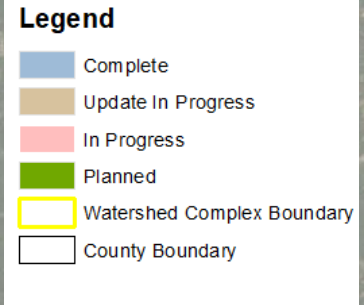 Legend
Complete
Update In Progress
In Progress
Planned
Watershed Complex Boundary
County Boundary